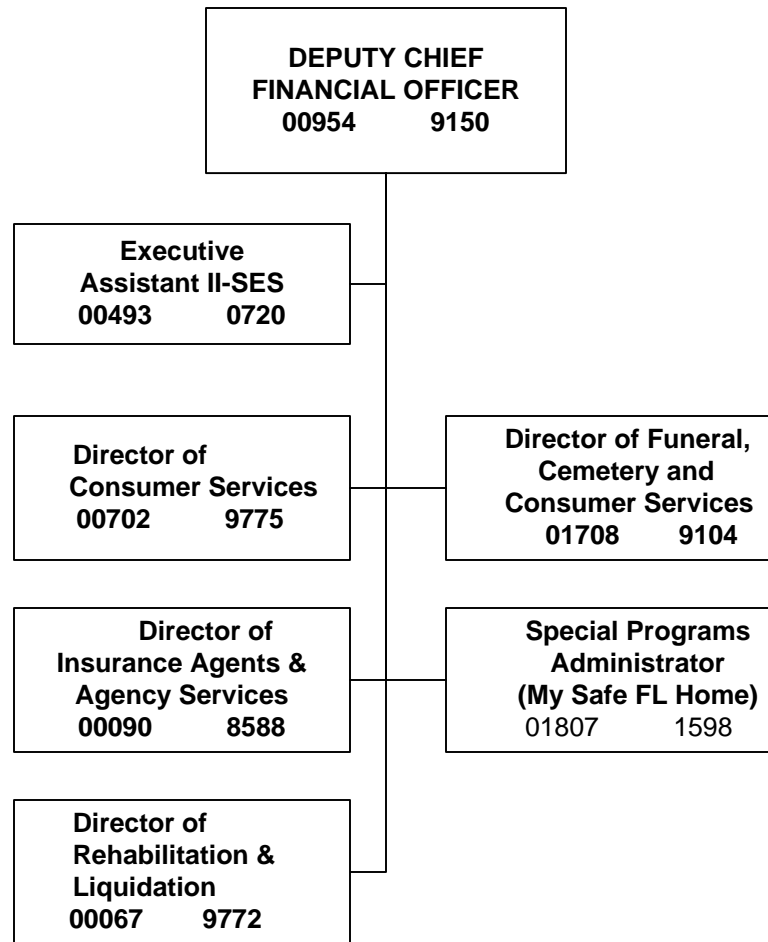 DEPUTY CHIEF
FINANCIAL OFFICER
00954 9150
Executive
Assistant II-SES
00493 0720
Director of
Consumer Services
00702 9775
Director of Funeral,
Cemetery and
Consumer Services
01708 9104
Director of
Insurance Agents &
Agency Services
00090 8588
Special Programs
Administrator
(My Safe FL Home)
01807 1598
Director of
Rehabilitation &
Liquidation
00067 9772